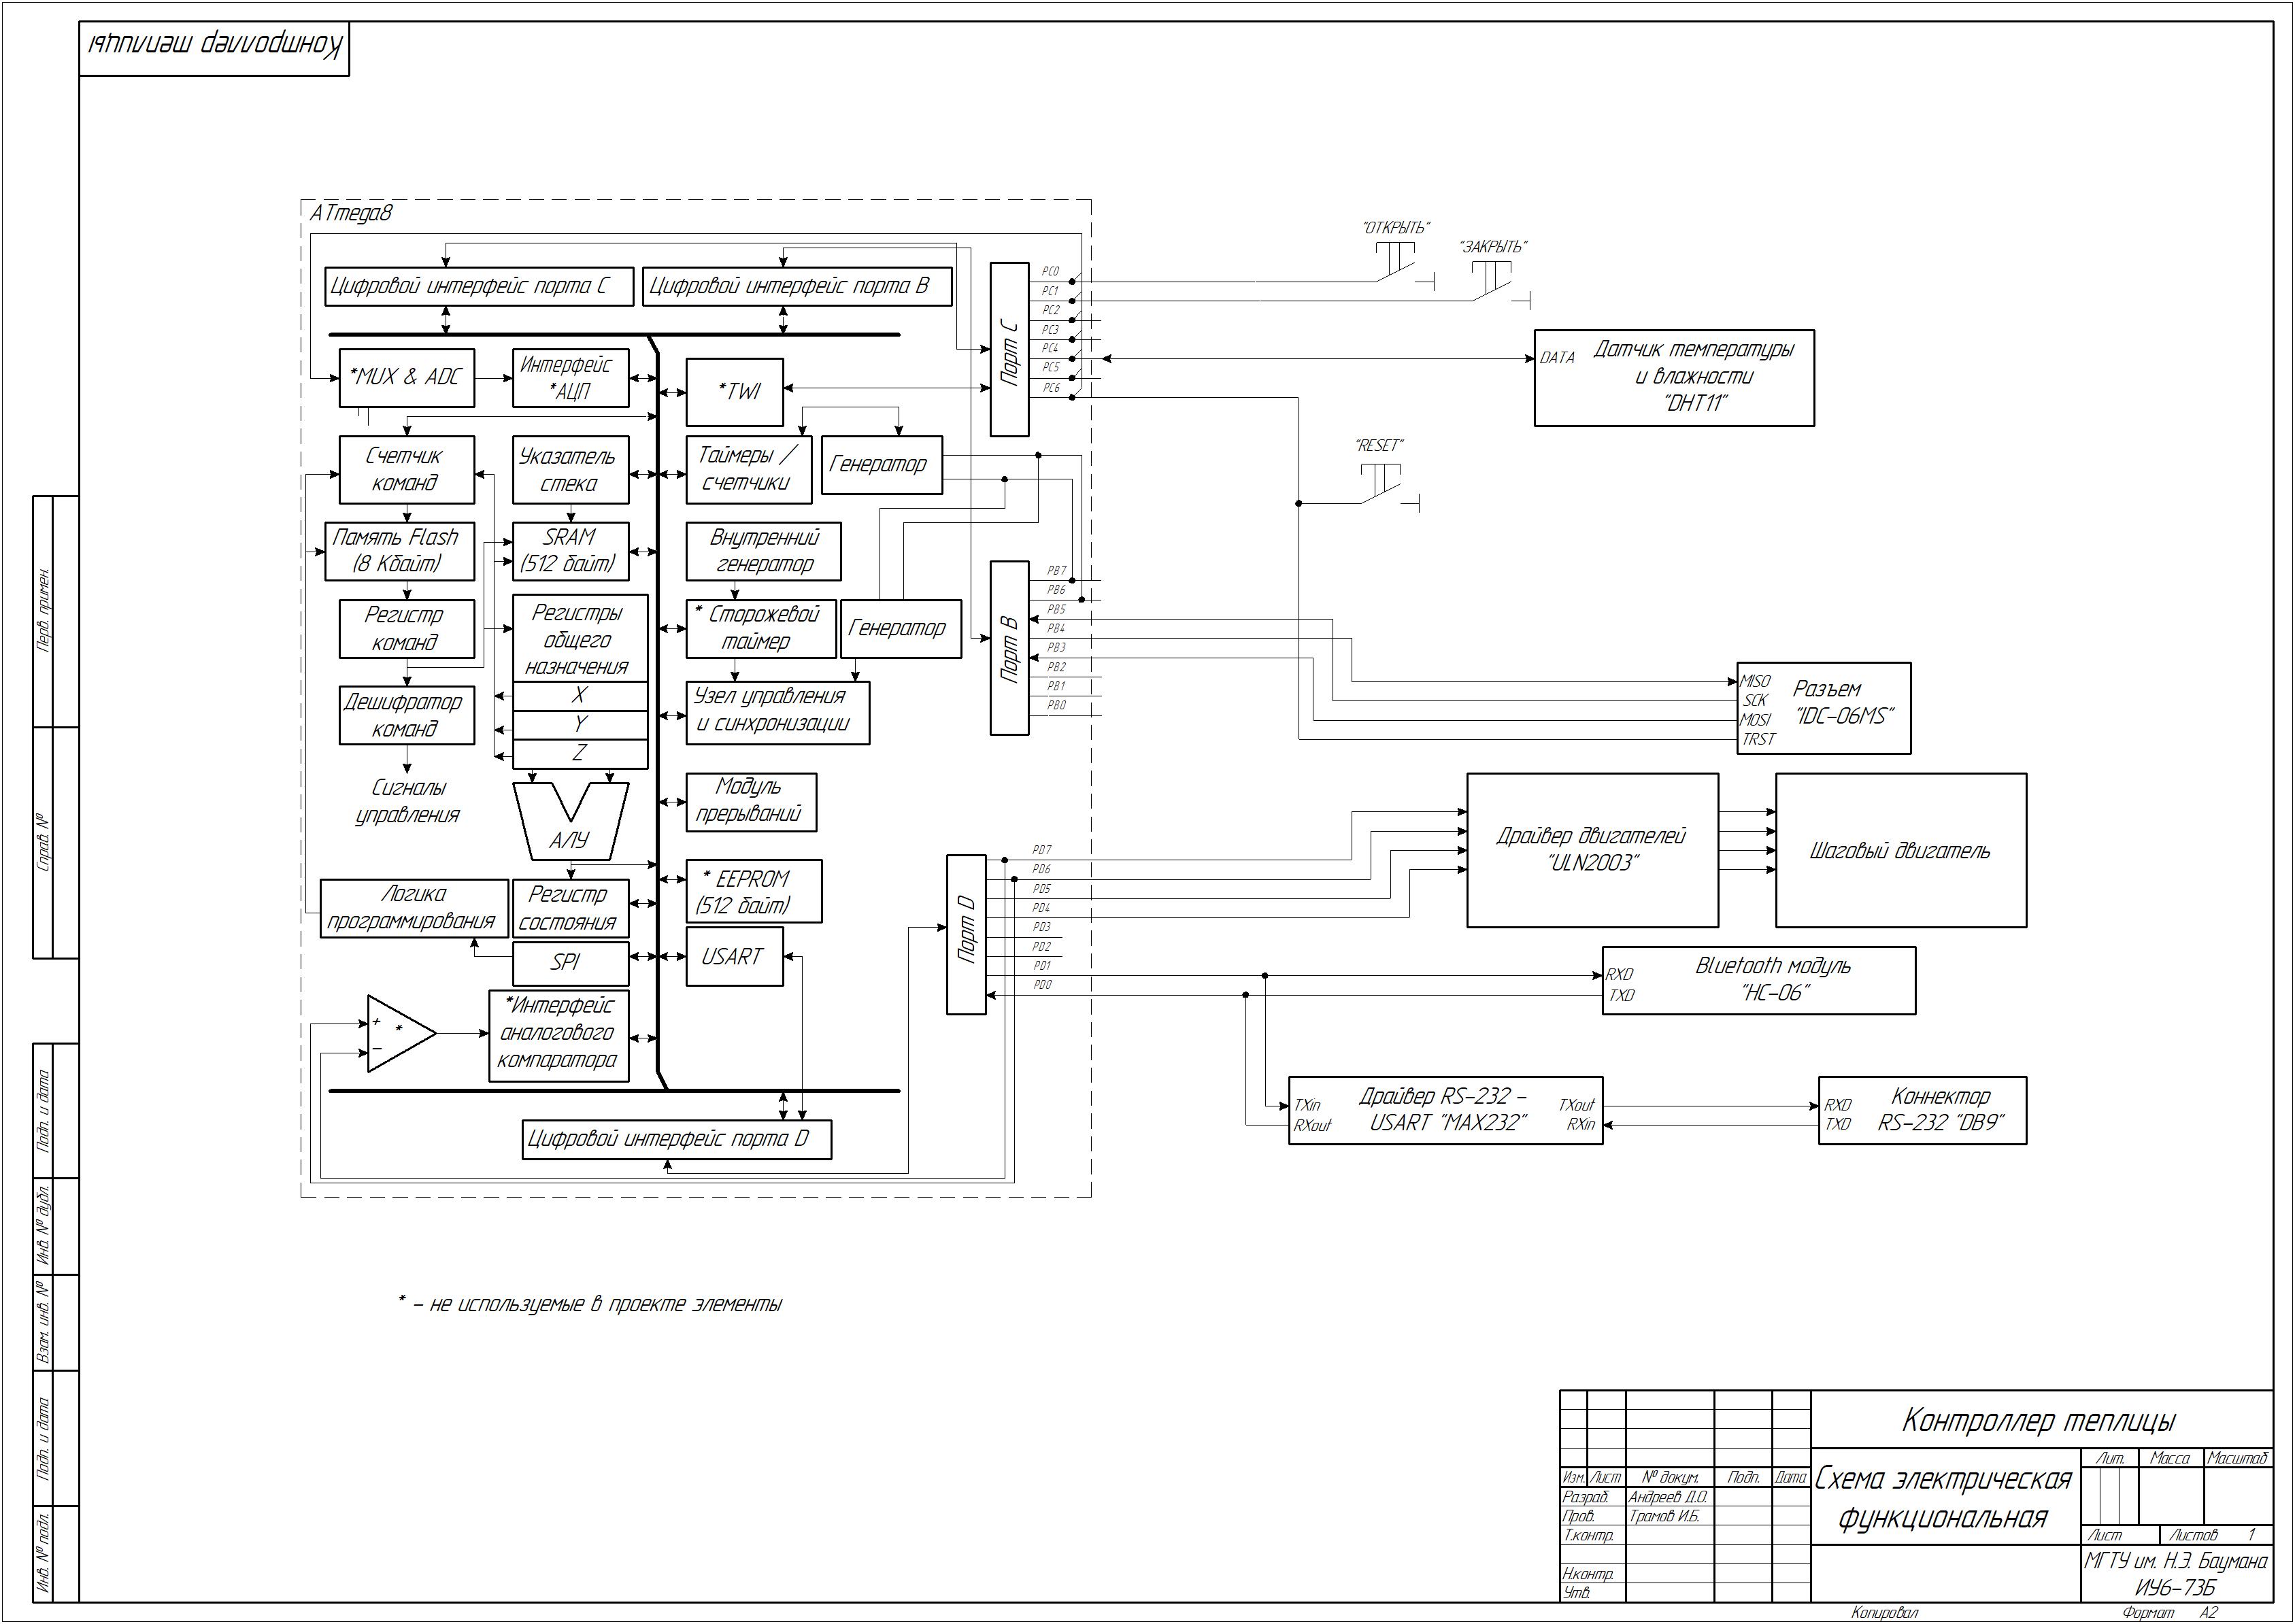 Контроллер теплицы
ATmega8
Цифровой интерфейс порта C
Цифровой интерфейс порта B
*MUX & ADC
Интерфейс
*АЦП
*TWI
Счетчик
команд
Указатель
стека
Таймеры /
счетчики
Генератор
Память Flash
(8 Кбайт)
SRAM
(512 байт)
Внутренний
генератор
Регистр
команд
Регистры
общего
назначения
X
Y
Z
* Сторожевой
таймер
Генератор
Дешифратор
команд
Узел управления
и синхронизации
Сигналы
управления
АЛУ
Модуль
прерываний
Логика
программирования
Регистр
состояния
* EEPROM
(512 байт)
SPI
USART
+
-
*
*Интерфейс
аналогового
компаратора
Цифровой интерфейс порта D
Порт C
PC0
PC1
PC2
PC3
PC4
PC5
PC6
Порт B
PB7
PB6
PB5
PB4
PB3
PB2
PB1
PB0
Порт D
PD7
PD6
PD5
PD4
PD3
PD2
PD1
PD0
"ОТКРЫТЬ"
"ЗАКРЫТЬ"
DATA
Датчик температуры
и влажности
"DHT11"
"RESET"
MISO
SCK
MOSI
TRST
Разъем
"IDC-06MS"
Драйвер двигателей
"ULN2003"
Шаговый двигатель
RXD
TXD
Bluetooth модуль
"HC-06"
TXin
RXout
Драйвер RS-232 -
USART "MAX232"
TXout
RXin
RXD
TXD
Коннектор
RS-232 "DB9"
* - не используемые в проекте элементы
Перв. примен.
Справ. №
Подп. и дата
Инв. № дубл.
Взам. инв. №
Подп. и дата
Инв. № подл.
Контроллер теплицы
Схема электрическая
функциональная
Лит. Масса Масштаб
Изм. Лист № докум. Подп. Дата
Разраб. Андреев Д.О.
Пров. Трамов И.Б.
Т.контр.
Н.контр.
Утв.
Лист Листов 1
МГТУ им. Н.Э. Баумана
ИУ6-73Б
Копировал Формат A2